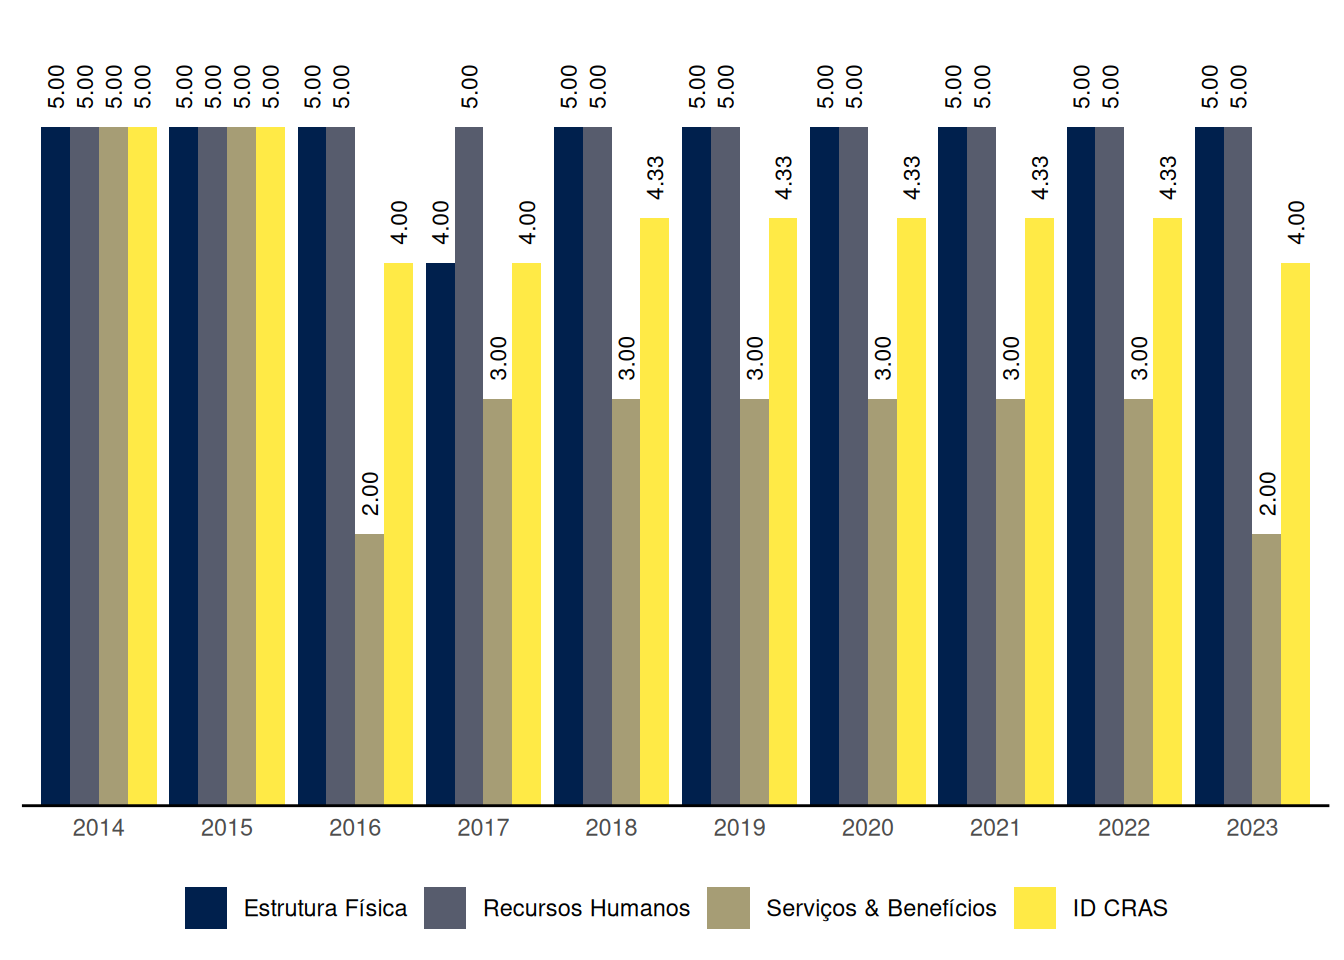 5.00 5.00 5.00 5.00 5.00 5.00 5.00 5.00 5.00 5.00 2.00 4.00 4.00 5.00 3.00 4.00 5.00 5.00 3.00 4.33 5.00 5.00 3.00 4.33 5.00 5.00 3.00 4.33 5.00 5.00 3.00 4.33 5.00 5.00 3.00 4.33 5.00 5.00 2.00 4.00
2014 2015 2016 2017 2018 2019 2020 2021 2022 2023
Estrutura Física Recursos Humanos Serviços & Benefícios ID CRAS